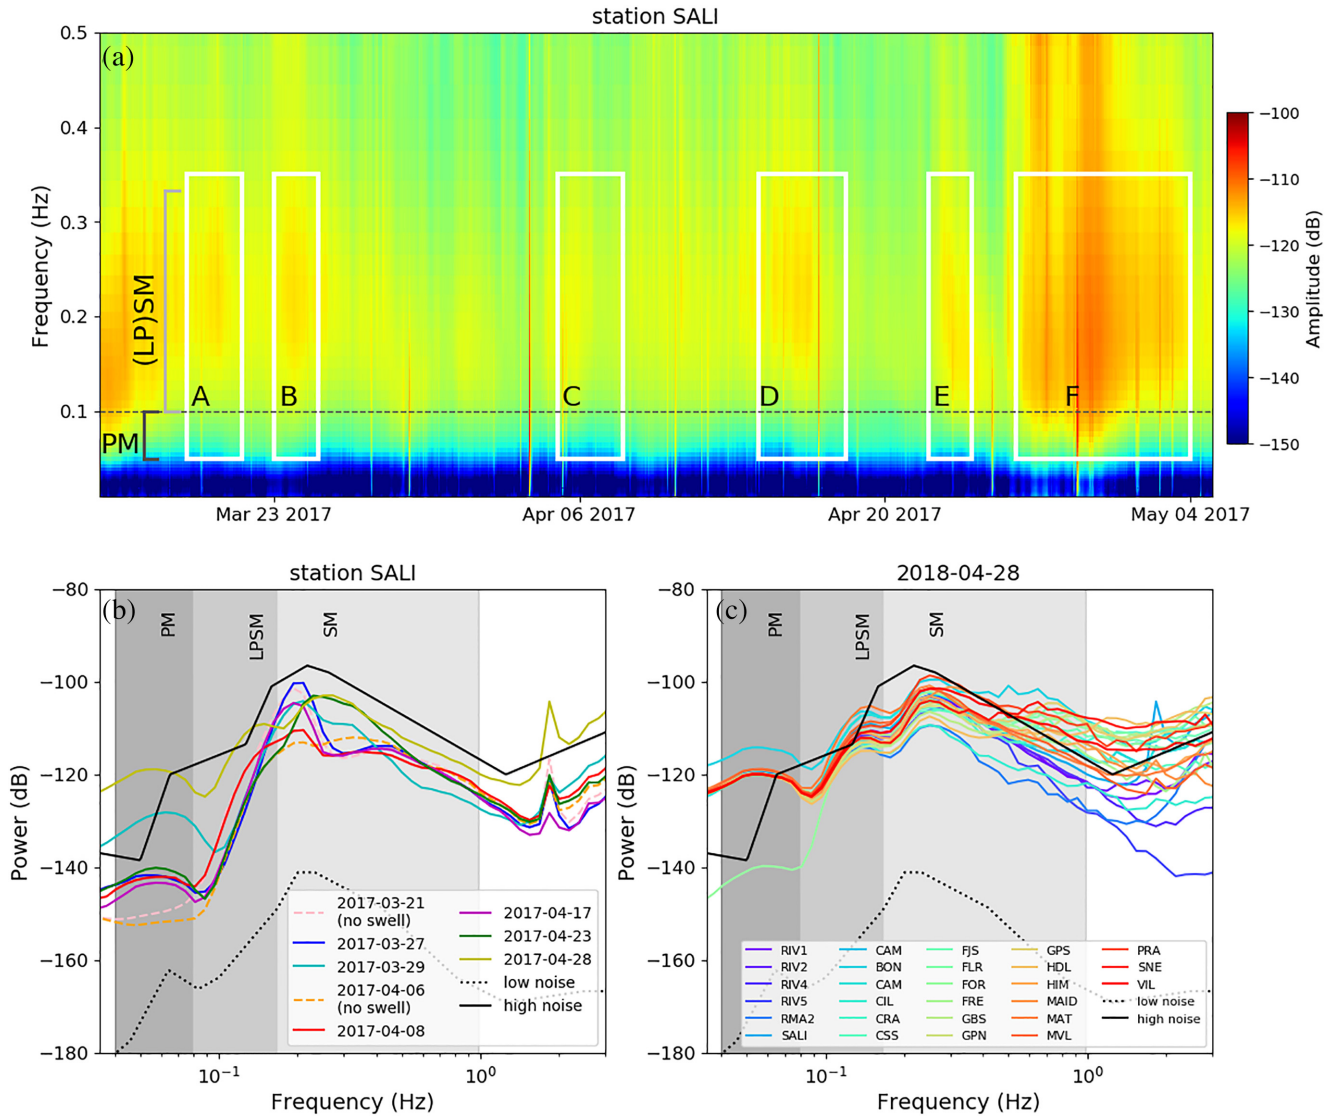 station SALI
(a)
0.5
0.4
0.3
0.2
0.1
Frequency (Hz)
(LP)SM
PM
A
B
C
D
E
F
Mar 23 2017
Apr 06 2017
Apr 20 2017
May 04 2017
−100
−110
−120
−130
−140
−150
Amplitude (dB)
station SALI
(b)
PM
LPSM
SM
−80
−100
−120
−140
−160
−180
Power (dB)
2017-03-21
(no swell)
2017-03-27
2017-03-29
2017-04-06
(no swell)
2017-04-08
2017-04-17
2017-04-23
2017-04-28
low noise
high noise
10⁻¹
10⁰
Frequency (Hz)
2018-04-28
(c)
PM
LPSM
SM
−80
−100
−120
−140
−160
−180
Power (dB)
RIV1
RIV2
RIV4
RIV5
RMA2
SALI
CAM
BON
CAM
CIL
CRA
CSS
FJS
FLR
FOR
FRE
GBS
GPN
GPS
HDL
HIM
MAID
MAT
MVL
PRA
SNE
VIL
low noise
high noise
10⁻¹
10⁰
Frequency (Hz)